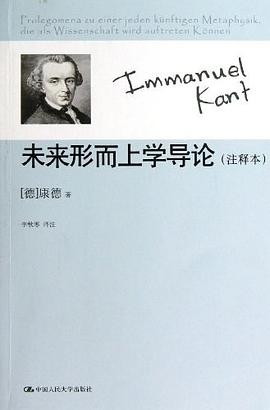 Prolegomena zu einer jeden künftigen Metaphysik,
die als Wissenschaft wird auftreten Können
Immanuel
Kant
未来形而上学导论（注释本）
[德]康德 著
李秋零 译注
中国人民大学出版社